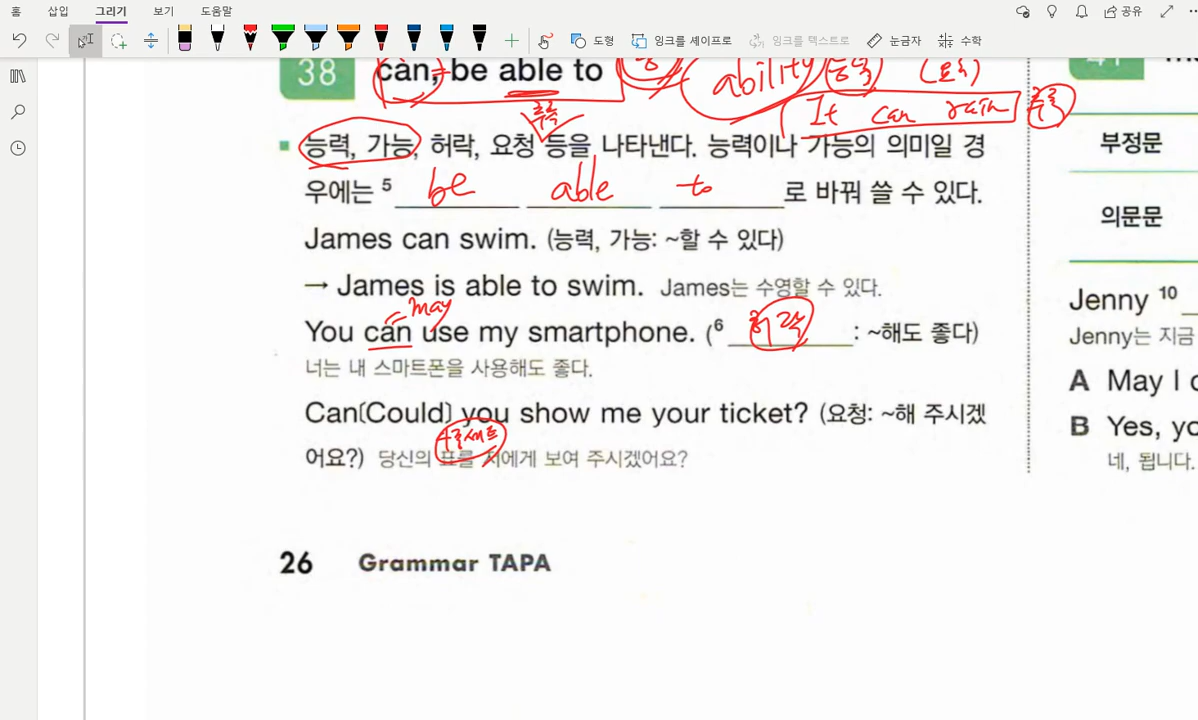 홈 삽입 그리기 보기 도움말
공유
도형 잉크를 셰이프로 잉크를 텍스트로 눈금자 수학
38 can, be able to ability 능력
It can rain 추측
추측
능력, 가능, 허락, 요청 등을 나타낸다. 능력이나 가능의 의미일 경
우에는 5 be able to 로 바꿔 쓸 수 있다.
James can swim. (능력, 가능: ~할 수 있다)
→ James is able to swim. James는 수영할 수 있다.
may
You can use my smartphone. (6 허락 : ~해도 좋다)
너는 내 스마트폰을 사용해도 좋다.
Can(Could) you show me your ticket? (요청: ~해 주시겠
어요?) 당신의 표를 저에게 보여 주시겠어요?
26 Grammar TAPA
부정문
의문문
Jenny 10
Jenny는 지금
A May I
B Yes,
네, 됩니다.